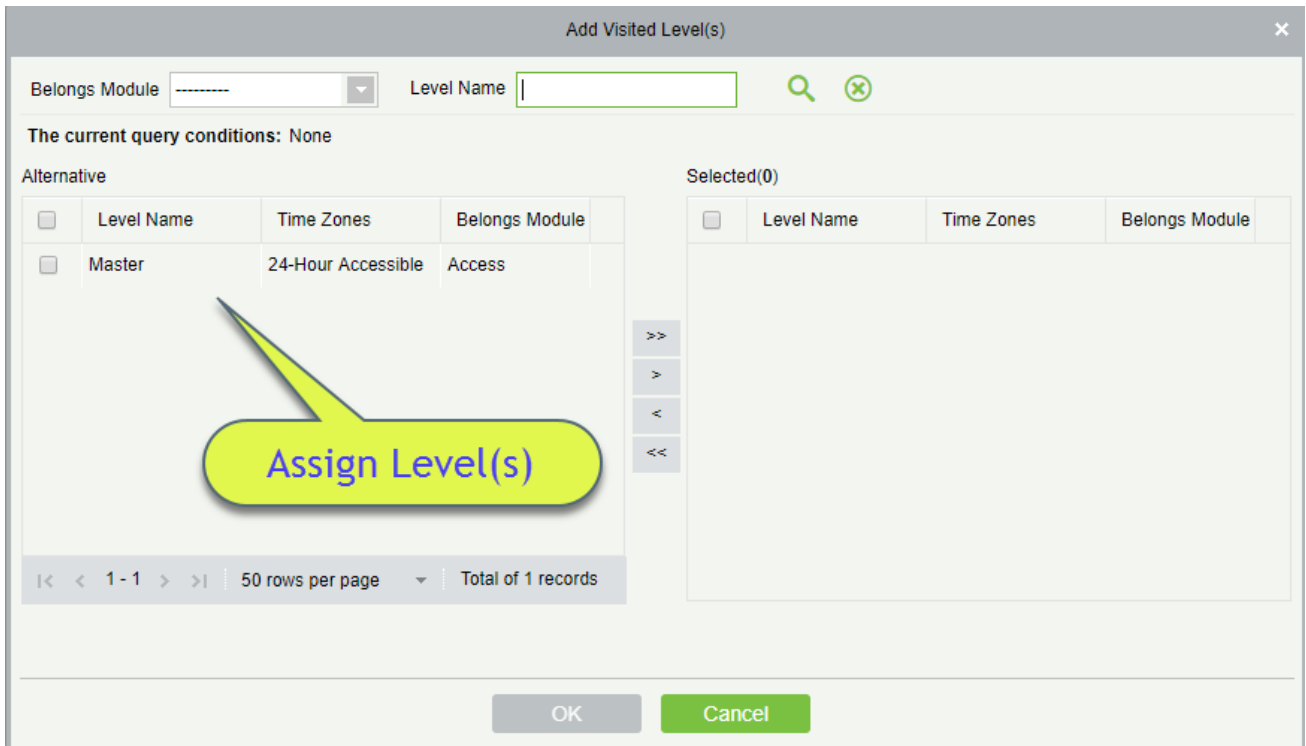 Add Visited Level(s) ×
Belongs Module --------- Level Name
The current query conditions: None
Alternative
Selected(0)
Level Name Time Zones Belongs Module
Level Name Time Zones Belongs Module
Master 24-Hour Accessible Access
>>
>
<
<<
Assign Level(s)
|< < 1 - 1 > >| 50 rows per page Total of 1 records
OK Cancel